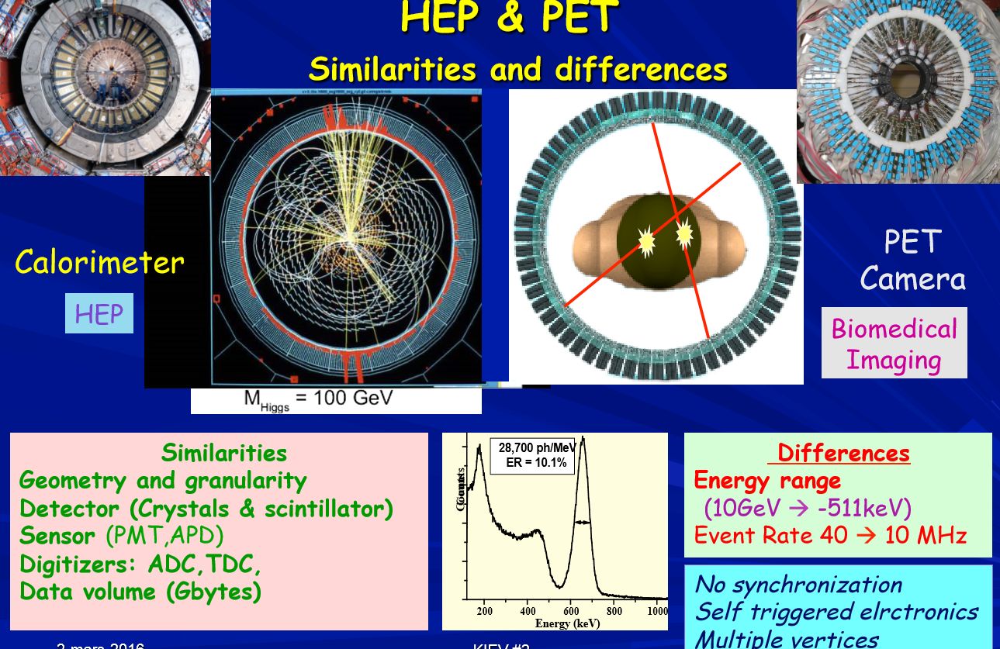 HEP & PET
Similarities and differences
Calorimeter
HEP
PET
Camera
Biomedical
Imaging
M Higgs = 100 GeV
Similarities
Geometry and granularity
Detector (Crystals & scintillator)
Sensor (PMT,APD)
Digitizers: ADC,TDC,
Data volume (Gbytes)
28,700 ph/MeV
ER = 10.1%
Counts
200 400 600 800 1000
Energy (keV)
Differences
Energy range
(10GeV → -511keV)
Event Rate 40 → 10 MHz
No synchronization
Self triggered elrctronics
Multiple vertices
2 mars 2016
KIEV #2